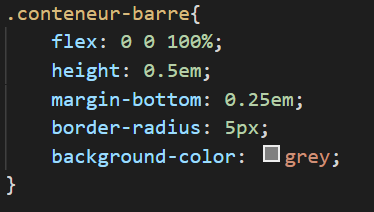 .conteneur-barre{
    flex: 0 0 100%;
    height: 0.5em;
    margin-bottom: 0.25em;
    border-radius: 5px;
    background-color: grey;
}